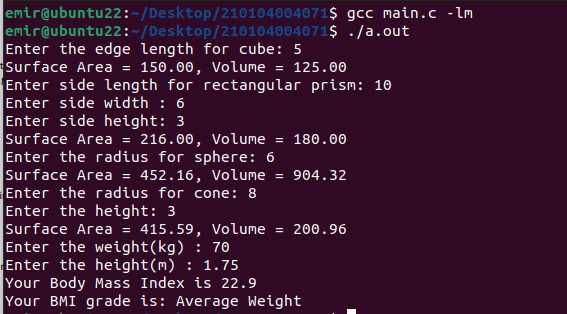 emir@ubuntu22:~/Desktop/210104004071$ gcc main.c -lm
emir@ubuntu22:~/Desktop/210104004071$ ./a.out
Enter the edge length for cube: 5
Surface Area = 150.00, Volume = 125.00
Enter side length for rectangular prism: 10
Enter side width : 6
Enter side height: 3
Surface Area = 216.00, Volume = 180.00
Enter the radius for sphere: 6
Surface Area = 452.16, Volume = 904.32
Enter the radius for cone: 8
Enter the height: 3
Surface Area = 415.59, Volume = 200.96
Enter the weight(kg) : 70
Enter the height(m) : 1.75
Your Body Mass Index is 22.9
Your BMI grade is: Average Weight